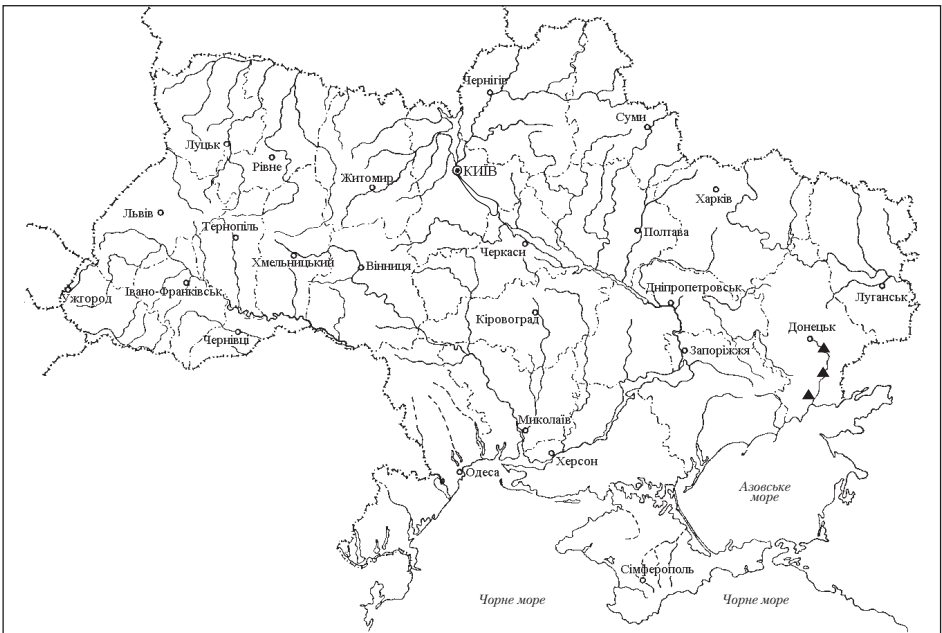 Чернігів
Суми
Луцьк
Рівне
Житомир
КИЇВ
Харків
Львів
Тернопіль
Полтава
Хмельницький
Вінниця
Черкаси
Ужгород
Івано-Франківськ
Дніпропетровськ
Луганськ
Кіровоград
Донецьк
Чернівці
Запоріжжя
Миколаїв
Херсон
Одеса
Азовське
море
Сімферополь
Чорне море
Чорне море